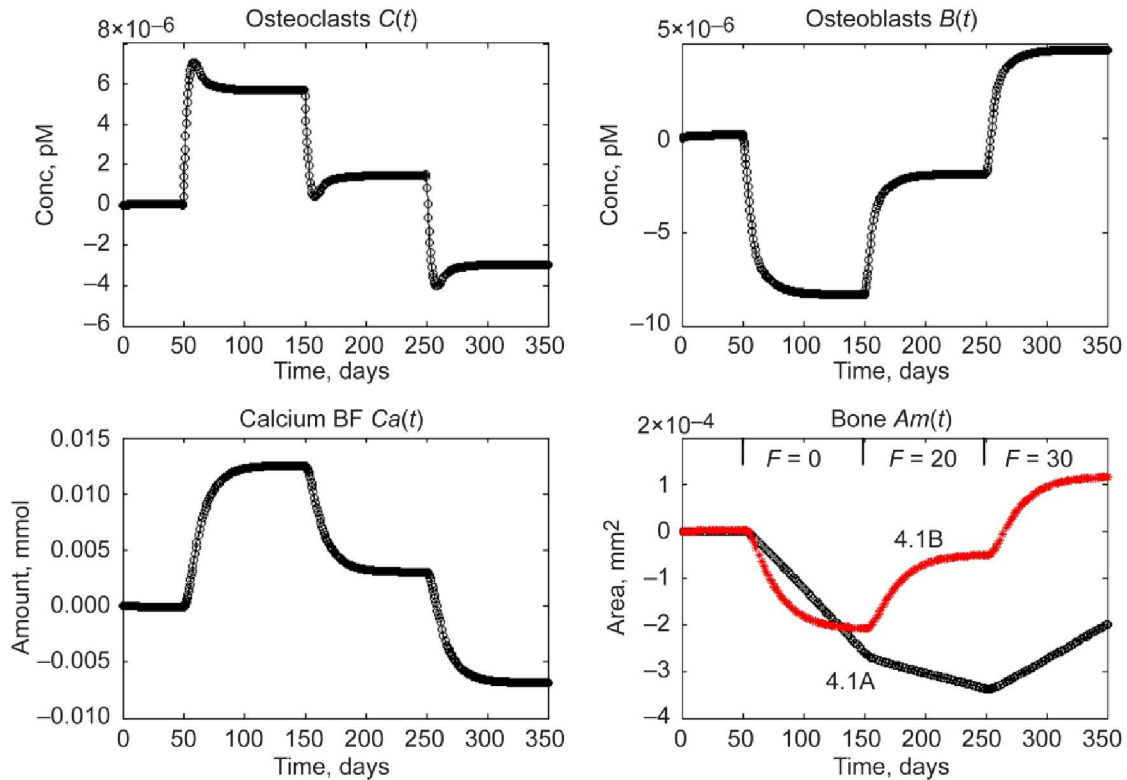 Osteoclasts C(t)
8×10⁻⁶
6
4
2
0
−2
−4
−6
Conc, pM
0 50 100 150 200 250 300 350
Time, days
Osteoblasts B(t)
5×10⁻⁶
0
−5
−10
Conc, pM
0 50 100 150 200 250 300 350
Time, days
Calcium BF Ca(t)
0.015
0.010
0.005
0.000
−0.005
−0.010
Amount, mmol
0 50 100 150 200 250 300 350
Time, days
Bone Am(t)
2×10⁻⁴
1
0
−1
−2
−3
−4
Area, mm²
F = 0 F = 20 F = 30
4.1B
4.1A
0 50 100 150 200 250 300 350
Time, days